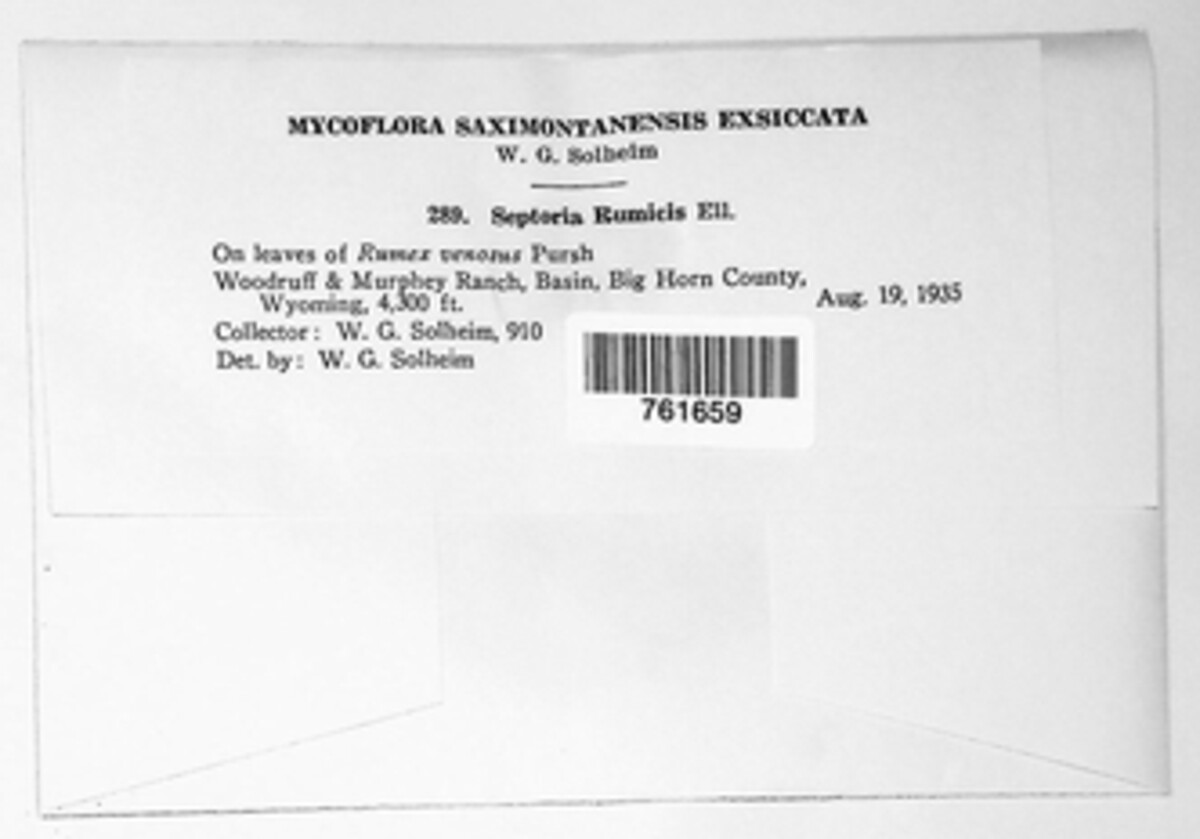 MYCOFLORA SAXIMONTANENSIS EXSICCATA
W. G. Solheim
289. Septoria Rumicis Ell.
On leaves of Rumex venosus Pursh
Woodruff & Murphey Ranch, Basin, Big Horn County,
Wyoming, 4,300 ft. Aug. 19, 1935
Collector: W. G. Solheim, 910
Det. by: W. G. Solheim
761659